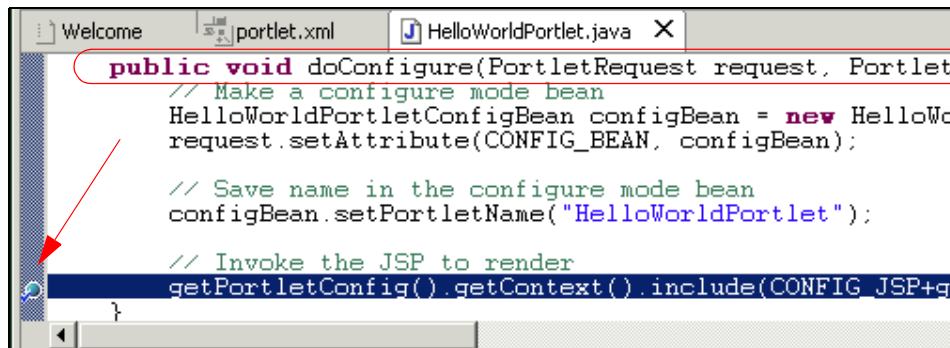 Welcome portlet.xml HelloWorldPortlet.java
public void doConfigure(PortletRequest request, Portlet
// Make a configure mode bean
HelloWorldPortletConfigBean configBean = new HelloWo
request.setAttribute(CONFIG_BEAN, configBean);
// Save name in the configure mode bean
configBean.setPortletName("HelloWorldPortlet");
// Invoke the JSP to render
getPortletConfig().getContext().include(CONFIG_JSP+g
}